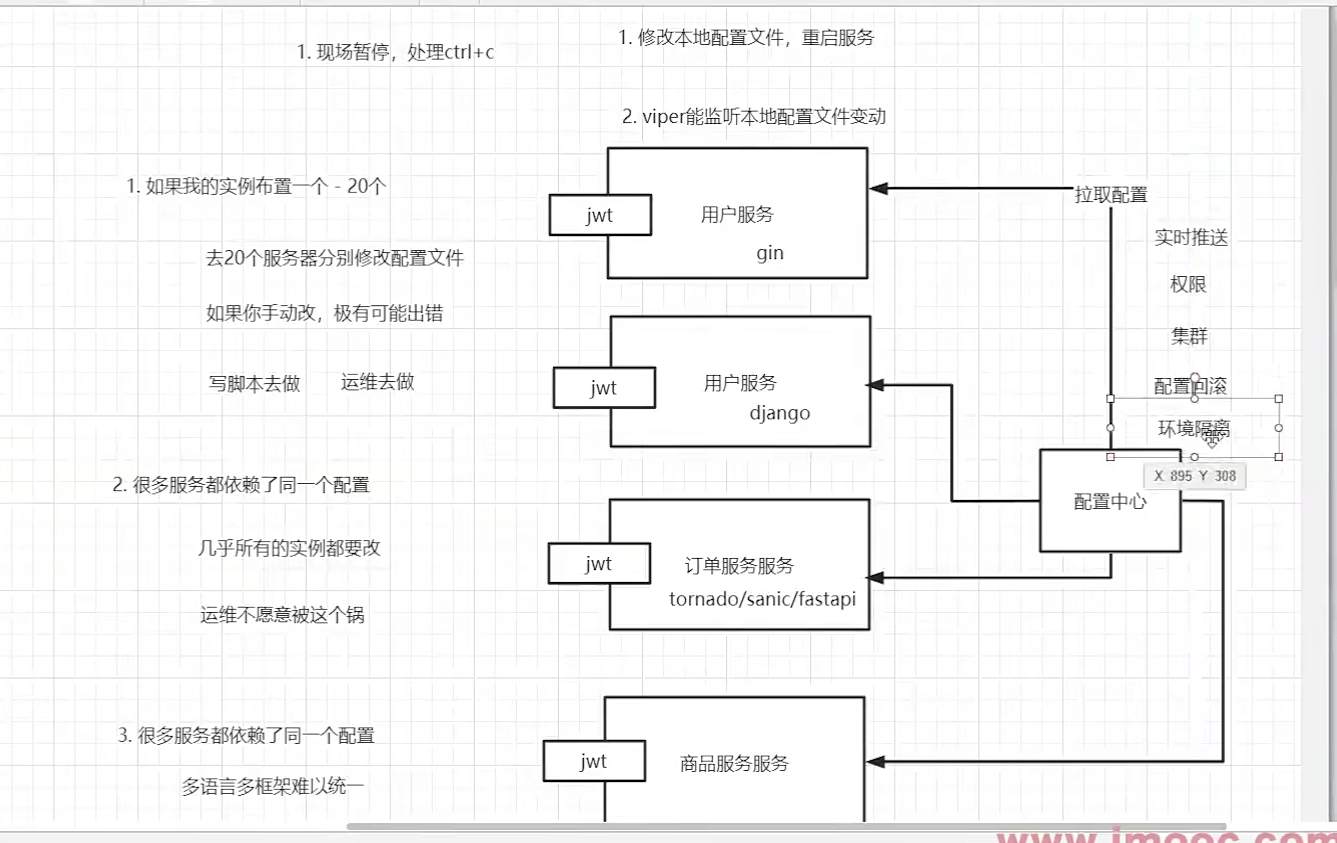 1. 现场暂停，处理ctrl+c
1. 修改本地配置文件，重启服务
2. viper能监听本地配置文件变动
1. 如果我的实例布置一个 - 20个
去20个服务器分别修改配置文件
如果你手动改，极有可能出错
写脚本去做
运维去做
2. 很多服务都依赖了同一个配置
几乎所有的实例都要改
运维不愿意被这个锅
3. 很多服务都依赖了同一个配置
多语言多框架难以统一
jwt
用户服务
gin
jwt
用户服务
django
jwt
订单服务服务
tornado/sanic/fastapi
jwt
商品服务服务
拉取配置
实时推送
权限
集群
配置回滚
环境隔离
X 895 Y 308
配置中心
www.imooc.com